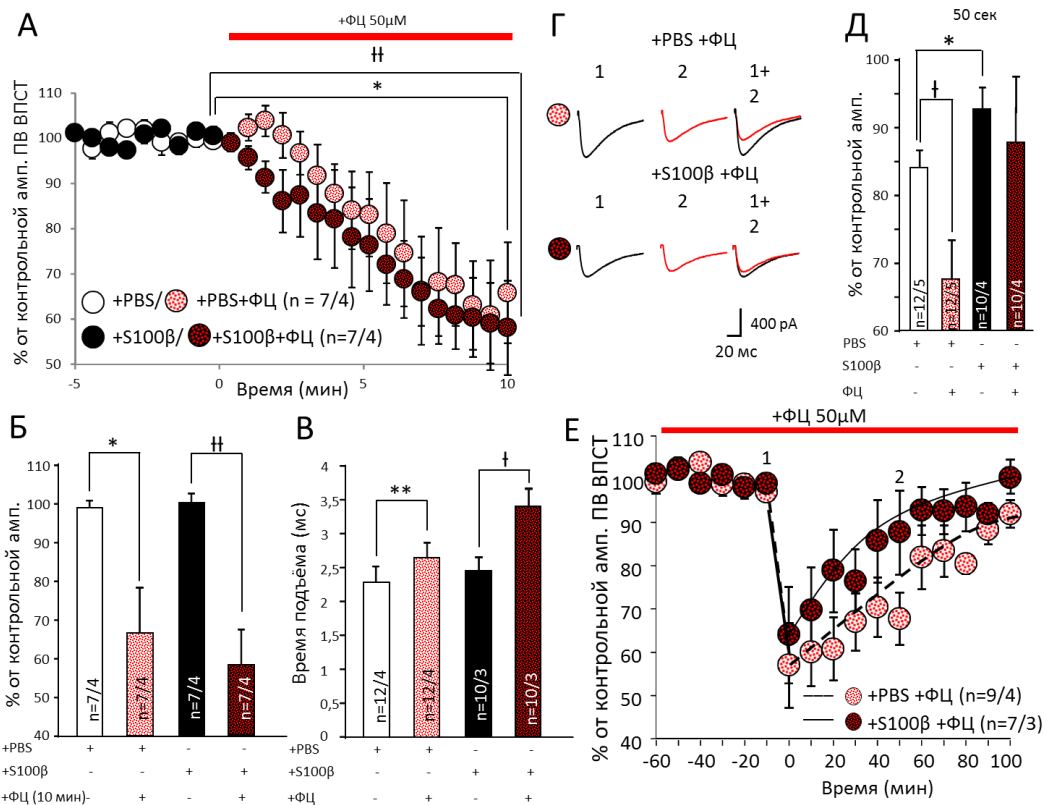 А
+ФЦ 50µM
ƚƚ
*
% от контрольной амп. ПВ ВПСТ
110
100
90
80
70
60
50
+PBS/ +PBS+ФЦ (n = 7/4)
+S100β/ +S100β+ФЦ (n=7/4)
-5 0 5 10
Время (мин)
Г
+PBS +ФЦ
1 2 1+
2
+S100β +ФЦ
1 2 1+
2
400 pA
20 мс
Д
50 сек
*
ƚ
% от контрольной амп.
100
90
80
70
60
n=12/5 n=12/5 n=10/4 n=10/4
PBS + + - -
S100β - - + +
ФЦ - + - +
Б
* ƚƚ
% от контрольной амп.
110
100
90
80
70
60
50
40
n=7/4 n=7/4 n=7/4 n=7/4
+PBS + + - -
+S100β - - + +
+ФЦ (10 мин) - + - +
В
** ƚ
Время подъёма (мс)
4
3,5
3
2,5
2
1,5
1
0,5
0
n=12/4 n=12/4 n=10/3 n=10/3
+PBS + + - -
+S100β - - + +
+ФЦ - + - +
Е
+ФЦ 50µM
% от контрольной амп. ПВ ВПСТ
110
100
90
80
70
60
50
40
1 2
+PBS +ФЦ (n=9/4)
+S100β +ФЦ (n=7/3)
-60 -40 -20 0 20 40 60 80 100
Время (мин)